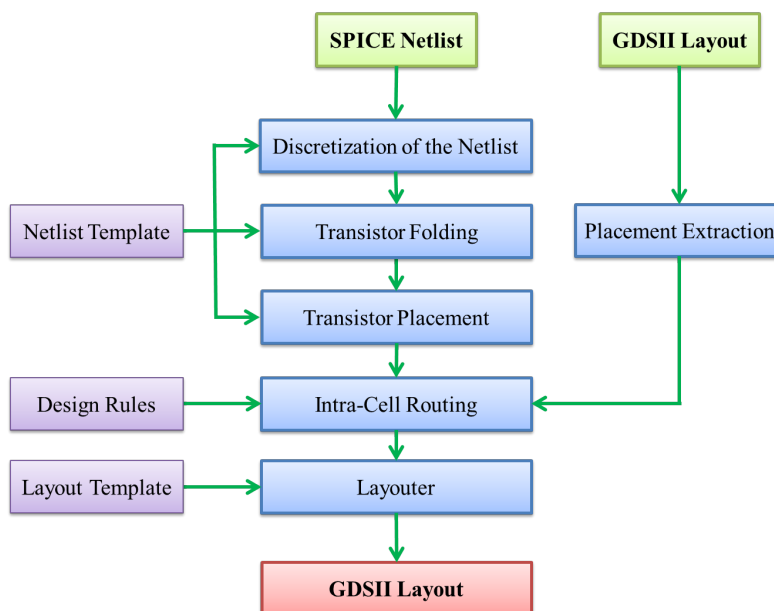 SPICE Netlist
GDSII Layout
Discretization of the Netlist
Netlist Template
Transistor Folding
Placement Extraction
Transistor Placement
Design Rules
Intra-Cell Routing
Layout Template
Layouter
GDSII Layout